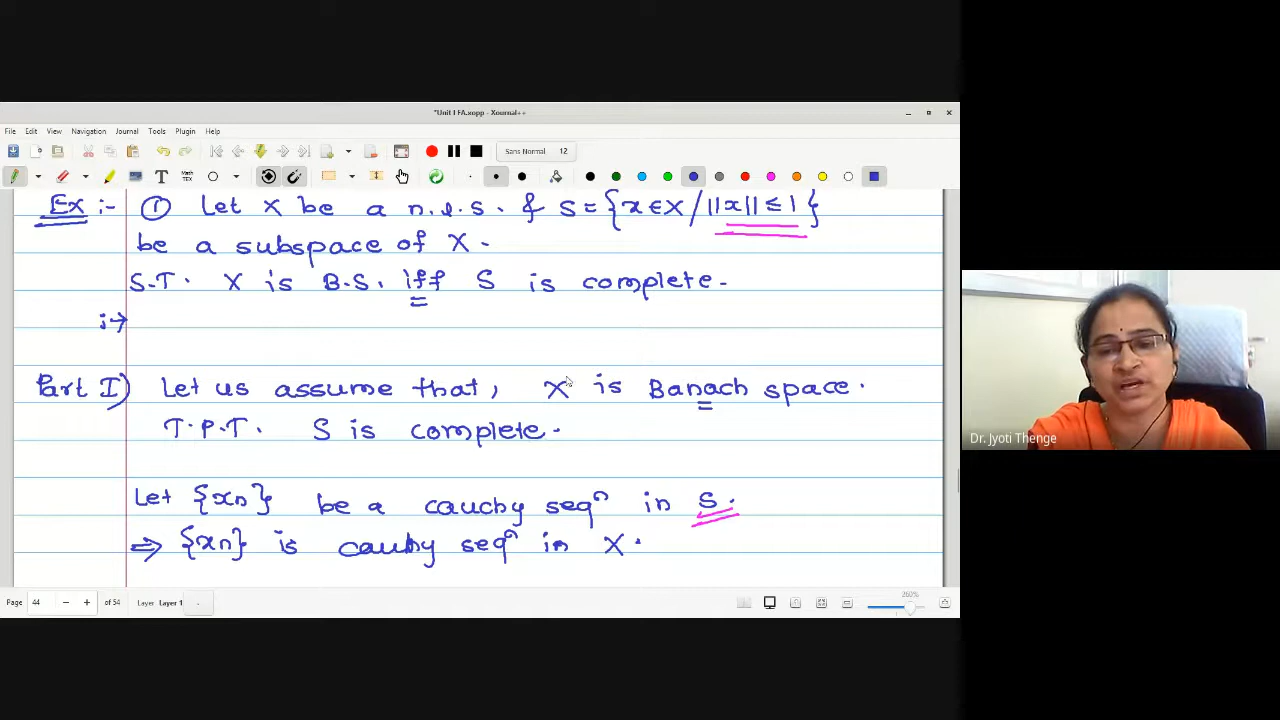 *Unit I FA.xopp - Xournal++
File Edit View Navigation Journal Tools Plugin Help
Sans Normal 12
Ex :- ① Let X be a n.l.s. & S = {x ∈ X / ||x|| ≤ 1}
be a subspace of X.
S.T. X is B.S. iff S is complete.
:→
Part I) Let us assume that, X is Banach space.
T.P.T. S is complete.
Let {xn} be a cauchy seqⁿ in S.
⇒ {xn} is cauchy seqⁿ in X.
Page 44 of 54 Layer Layer 1 260%
Dr. Jyoti Thenge